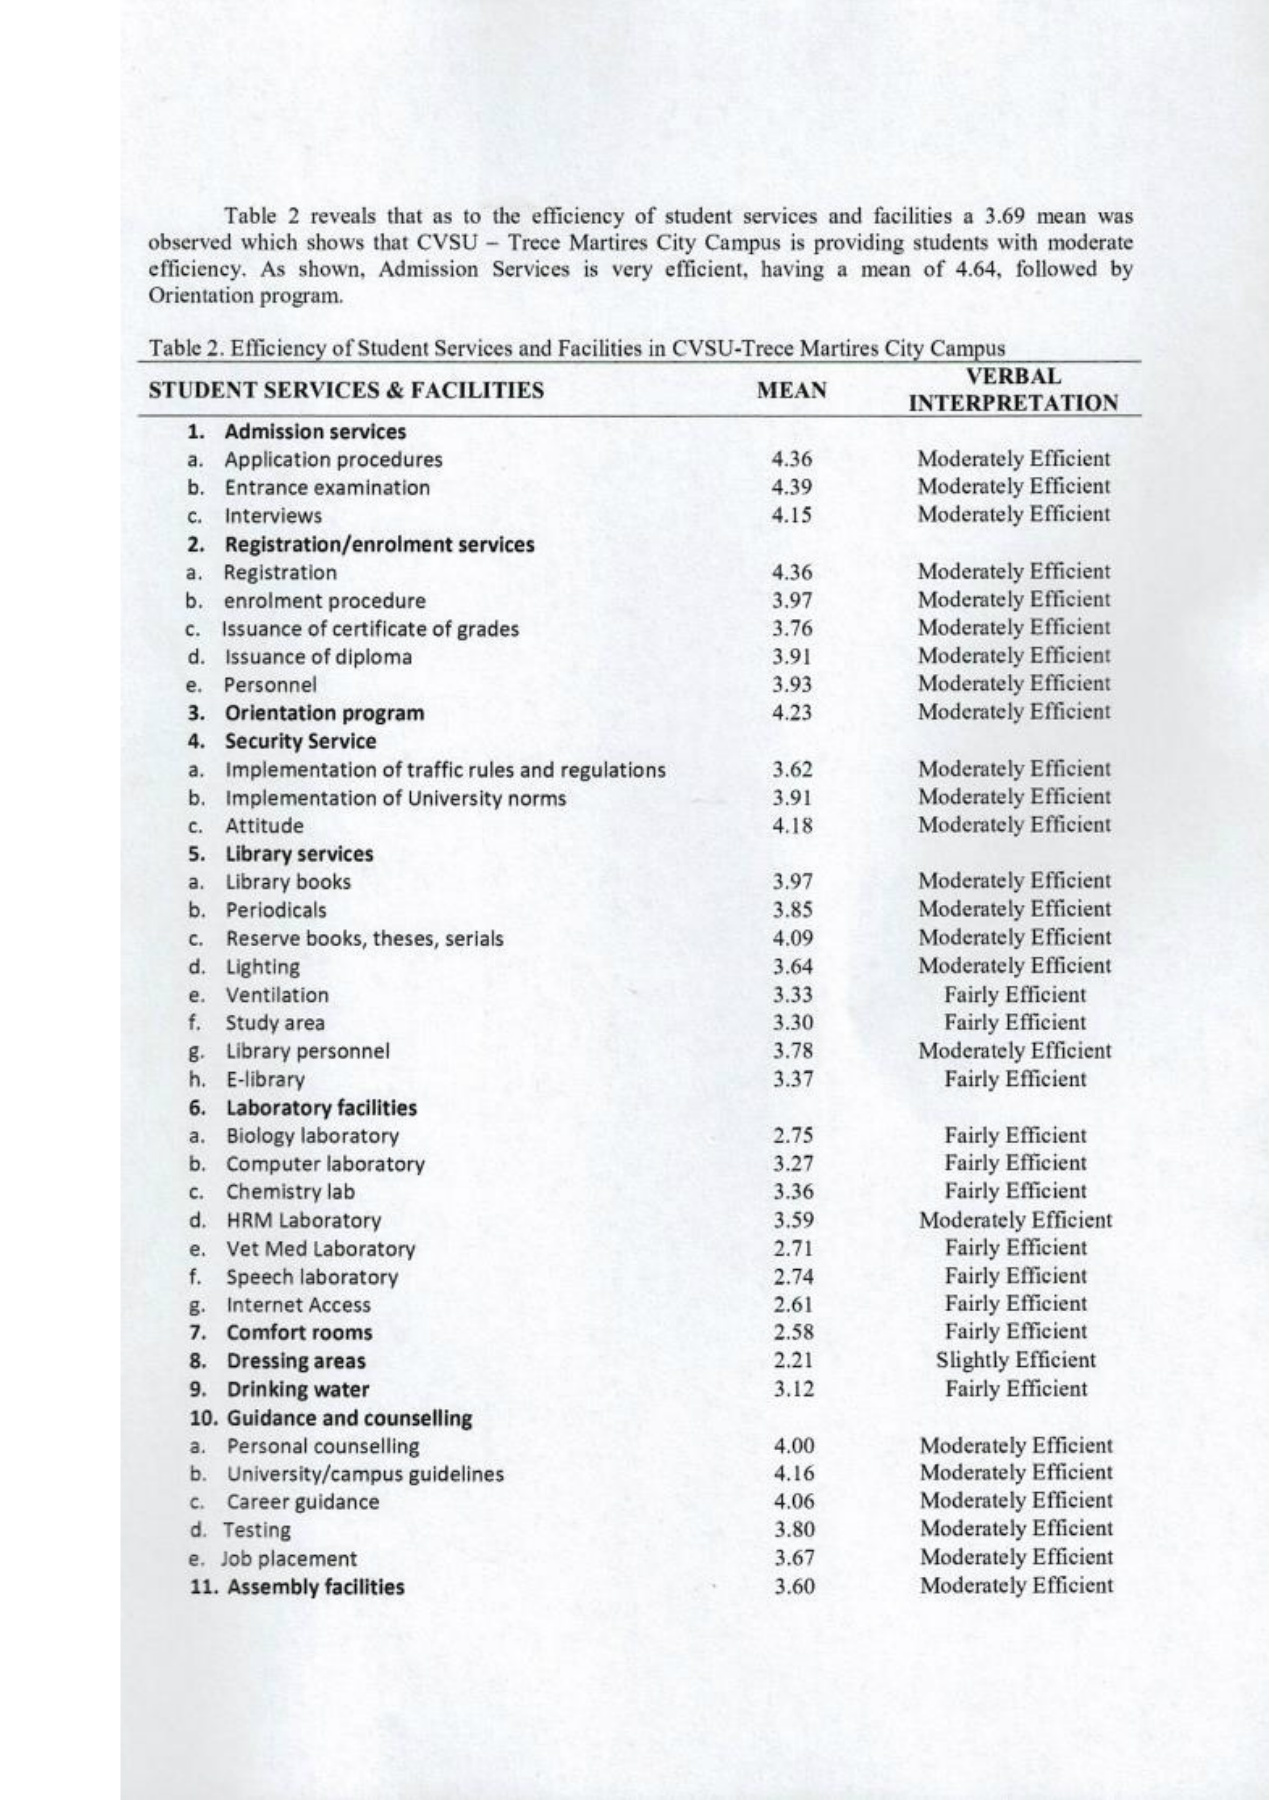 Table 2 reveals that as to the efficiency of student services and facilities a 3.69 mean was
observed which shows that CVSU – Trece Martires City Campus is providing students with moderate
efficiency. As shown, Admission Services is very efficient, having a mean of 4.64, followed by
Orientation program.
Table 2. Efficiency of Student Services and Facilities in CVSU-Trece Martires City Campus
STUDENT SERVICES & FACILITIES MEAN VERBAL
INTERPRETATION
1. Admission services
a. Application procedures 4.36 Moderately Efficient
b. Entrance examination 4.39 Moderately Efficient
c. Interviews 4.15 Moderately Efficient
2. Registration/enrolment services
a. Registration 4.36 Moderately Efficient
b. enrolment procedure 3.97 Moderately Efficient
c. Issuance of certificate of grades 3.76 Moderately Efficient
d. Issuance of diploma 3.91 Moderately Efficient
e. Personnel 3.93 Moderately Efficient
3. Orientation program 4.23 Moderately Efficient
4. Security Service
a. Implementation of traffic rules and regulations 3.62 Moderately Efficient
b. Implementation of University norms 3.91 Moderately Efficient
c. Attitude 4.18 Moderately Efficient
5. Library services
a. Library books 3.97 Moderately Efficient
b. Periodicals 3.85 Moderately Efficient
c. Reserve books, theses, serials 4.09 Moderately Efficient
d. Lighting 3.64 Moderately Efficient
e. Ventilation 3.33 Fairly Efficient
f. Study area 3.30 Fairly Efficient
g. Library personnel 3.78 Moderately Efficient
h. E-library 3.37 Fairly Efficient
6. Laboratory facilities
a. Biology laboratory 2.75 Fairly Efficient
b. Computer laboratory 3.27 Fairly Efficient
c. Chemistry lab 3.36 Fairly Efficient
d. HRM Laboratory 3.59 Moderately Efficient
e. Vet Med Laboratory 2.71 Fairly Efficient
f. Speech laboratory 2.74 Fairly Efficient
g. Internet Access 2.61 Fairly Efficient
7. Comfort rooms 2.58 Fairly Efficient
8. Dressing areas 2.21 Slightly Efficient
9. Drinking water 3.12 Fairly Efficient
10. Guidance and counselling
a. Personal counselling 4.00 Moderately Efficient
b. University/campus guidelines 4.16 Moderately Efficient
c. Career guidance 4.06 Moderately Efficient
d. Testing 3.80 Moderately Efficient
e. Job placement 3.67 Moderately Efficient
11. Assembly facilities 3.60 Moderately Efficient